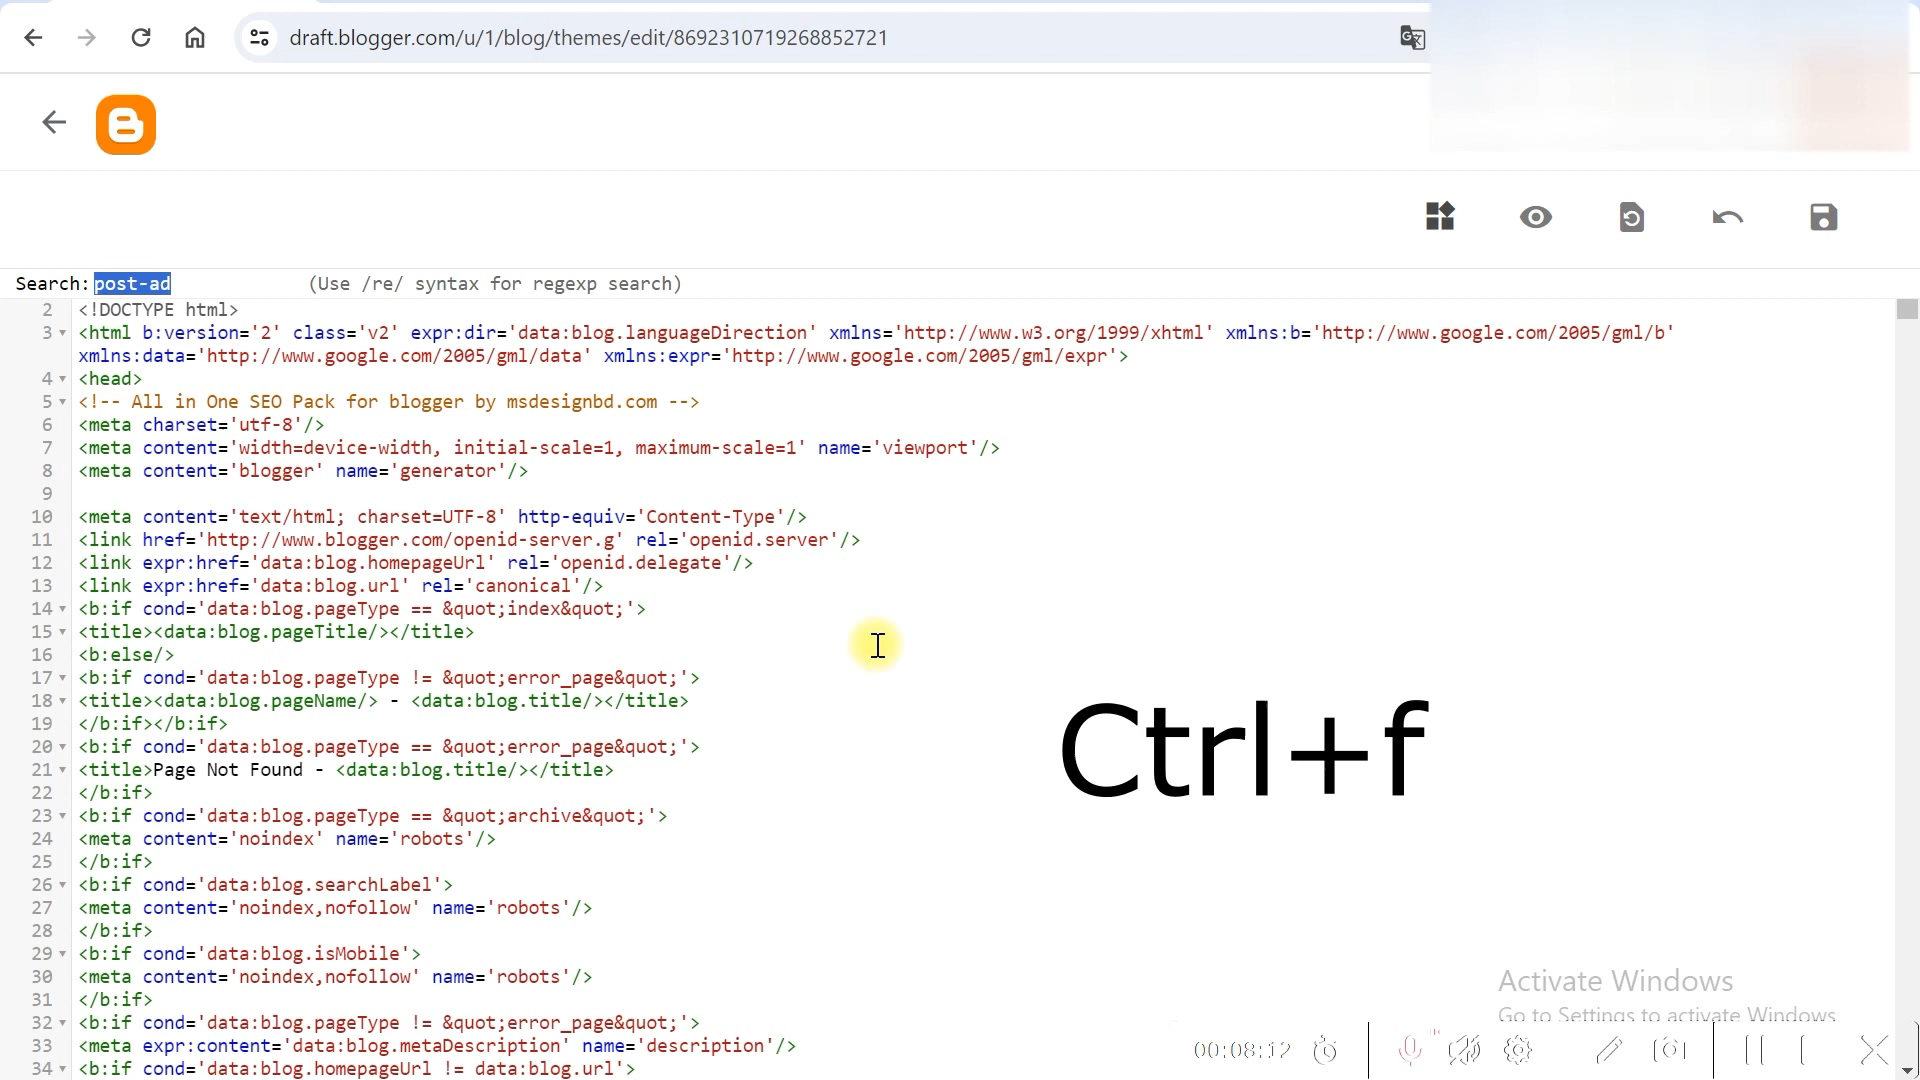 draft.blogger.com/u/1/blog/themes/edit/8692310719268852721
Search: post-ad (Use /re/ syntax for regexp search)
2 <!DOCTYPE html>
3 <html b:version='2' class='v2' expr:dir='data:blog.languageDirection' xmlns='http://www.w3.org/1999/xhtml' xmlns:b='http://www.google.com/2005/gml/b'
xmlns:data='http://www.google.com/2005/gml/data' xmlns:expr='http://www.google.com/2005/gml/expr'>
4 <head>
5 <!-- All in One SEO Pack for blogger by msdesignbd.com -->
6 <meta charset='utf-8'/>
7 <meta content='width=device-width, initial-scale=1, maximum-scale=1' name='viewport'/>
8 <meta content='blogger' name='generator'/>
9
10 <meta content='text/html; charset=UTF-8' http-equiv='Content-Type'/>
11 <link href='http://www.blogger.com/openid-server.g' rel='openid.server'/>
12 <link expr:href='data:blog.homepageUrl' rel='openid.delegate'/>
13 <link expr:href='data:blog.url' rel='canonical'/>
14 <b:if cond='data:blog.pageType == &quot;index&quot;'>
15 <title><data:blog.pageTitle/></title>
16 <b:else/>
17 <b:if cond='data:blog.pageType != &quot;error_page&quot;'>
18 <title><data:blog.pageName/> - <data:blog.title/></title>
19 </b:if></b:if>
20 <b:if cond='data:blog.pageType == &quot;error_page&quot;'>
21 <title>Page Not Found - <data:blog.title/></title>
22 </b:if>
23 <b:if cond='data:blog.pageType == &quot;archive&quot;'>
24 <meta content='noindex' name='robots'/>
25 </b:if>
26 <b:if cond='data:blog.searchLabel'>
27 <meta content='noindex,nofollow' name='robots'/>
28 </b:if>
29 <b:if cond='data:blog.isMobile'>
30 <meta content='noindex,nofollow' name='robots'/>
31 </b:if>
32 <b:if cond='data:blog.pageType != &quot;error_page&quot;'>
33 <meta expr:content='data:blog.metaDescription' name='description'/>
34 <b:if cond='data:blog.homepageUrl != data:blog.url'>
Ctrl+f
Activate Windows
Go to Settings to activate Windows
00:08:12